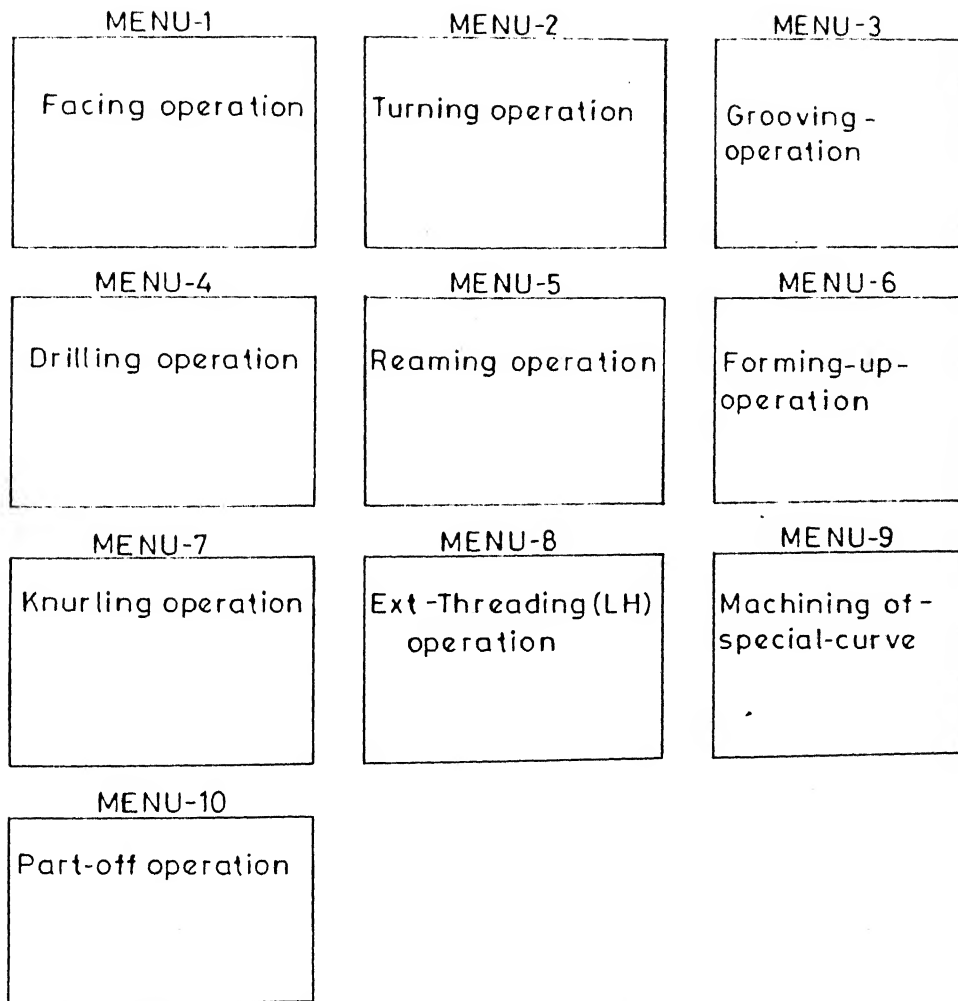 MENU-1
Facing operation
MENU-2
Turning operation
MENU-3
Grooving-
operation
MENU-4
Drilling operation
MENU-5
Reaming operation
MENU-6
Forming-up-
operation
MENU-7
Knurling operation
MENU-8
Ext-Threading(LH)
operation
MENU-9
Machining of-
special-curve
MENU-10
Part-off operation